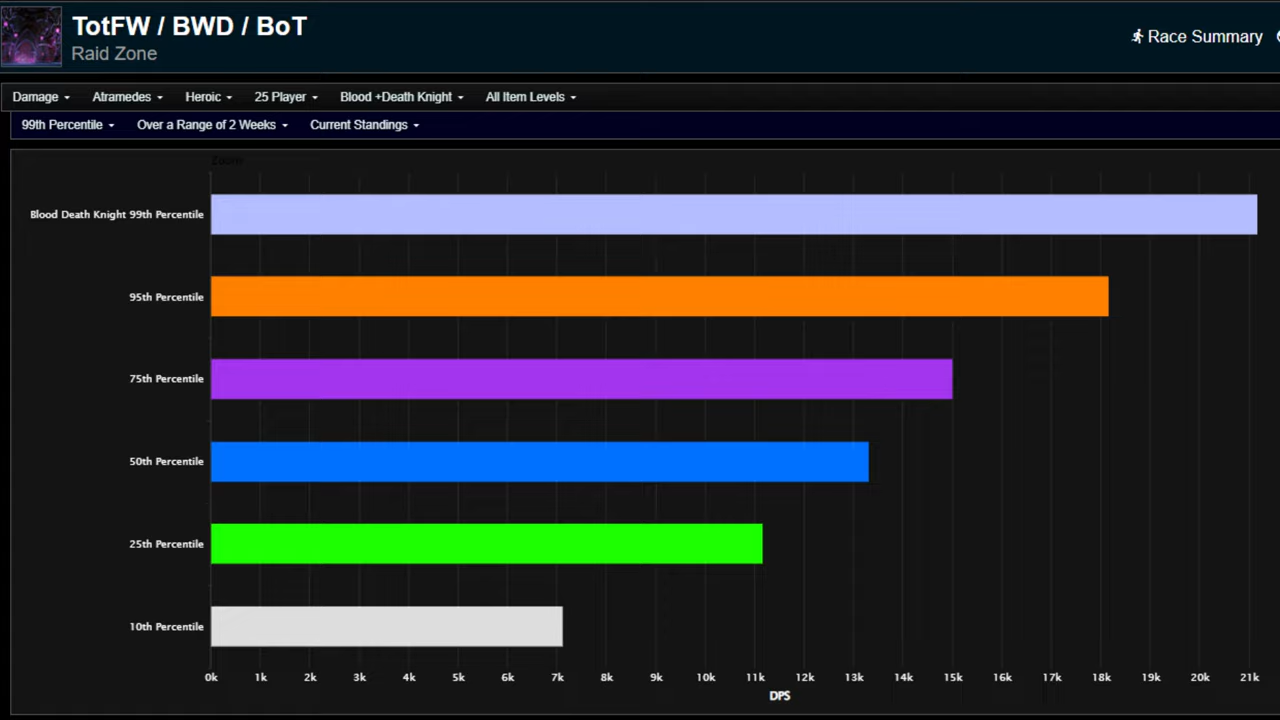 TotFW / BWD / BoT
Raid Zone
Race Summary
Damage Atramedes Heroic 25 Player Blood +Death Knight All Item Levels
99th Percentile Over a Range of 2 Weeks Current Standings
Zoom
Blood Death Knight 99th Percentile
95th Percentile
75th Percentile
50th Percentile
25th Percentile
10th Percentile
0k 1k 2k 3k 4k 5k 6k 7k 8k 9k 10k 11k 12k 13k 14k 15k 16k 17k 18k 19k 20k 21k
DPS